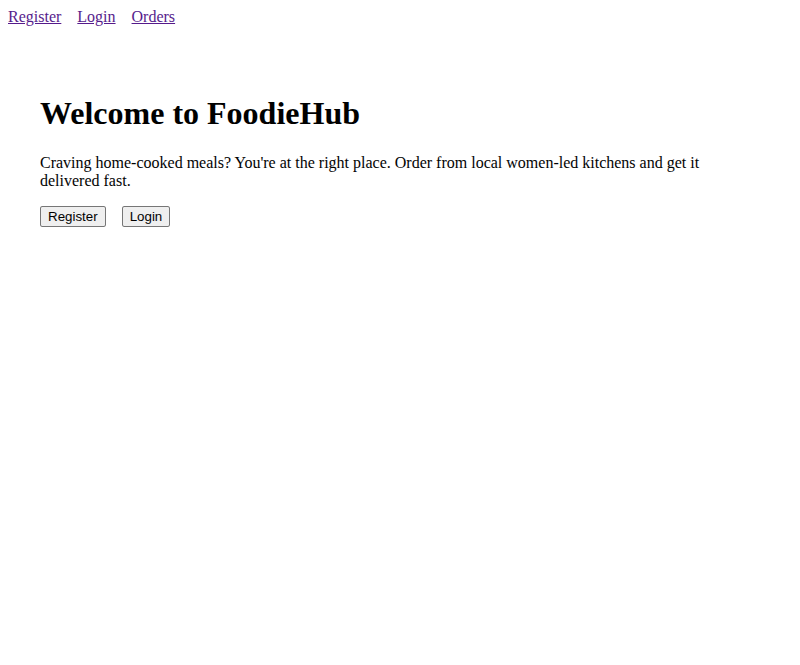 Register Login Orders
Welcome to FoodieHub
Craving home-cooked meals? You're at the right place. Order from local women-led kitchens and get it
delivered fast.
Register Login